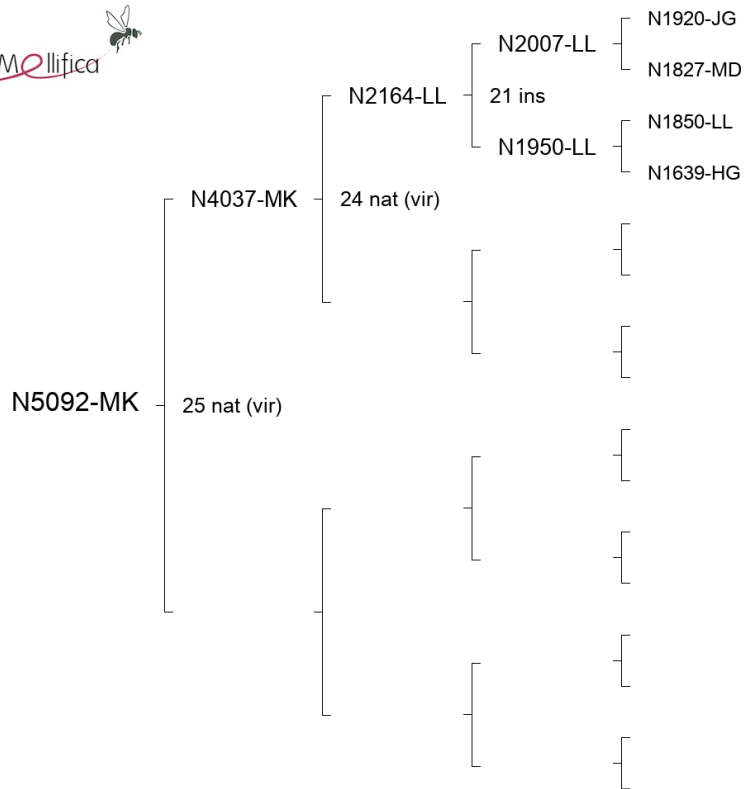 Mellifica
N1920-JG
N2007-LL
N1827-MD
N2164-LL
21 ins
N1850-LL
N1950-LL
N1639-HG
N4037-MK
24 nat (vir)
N5092-MK
25 nat (vir)